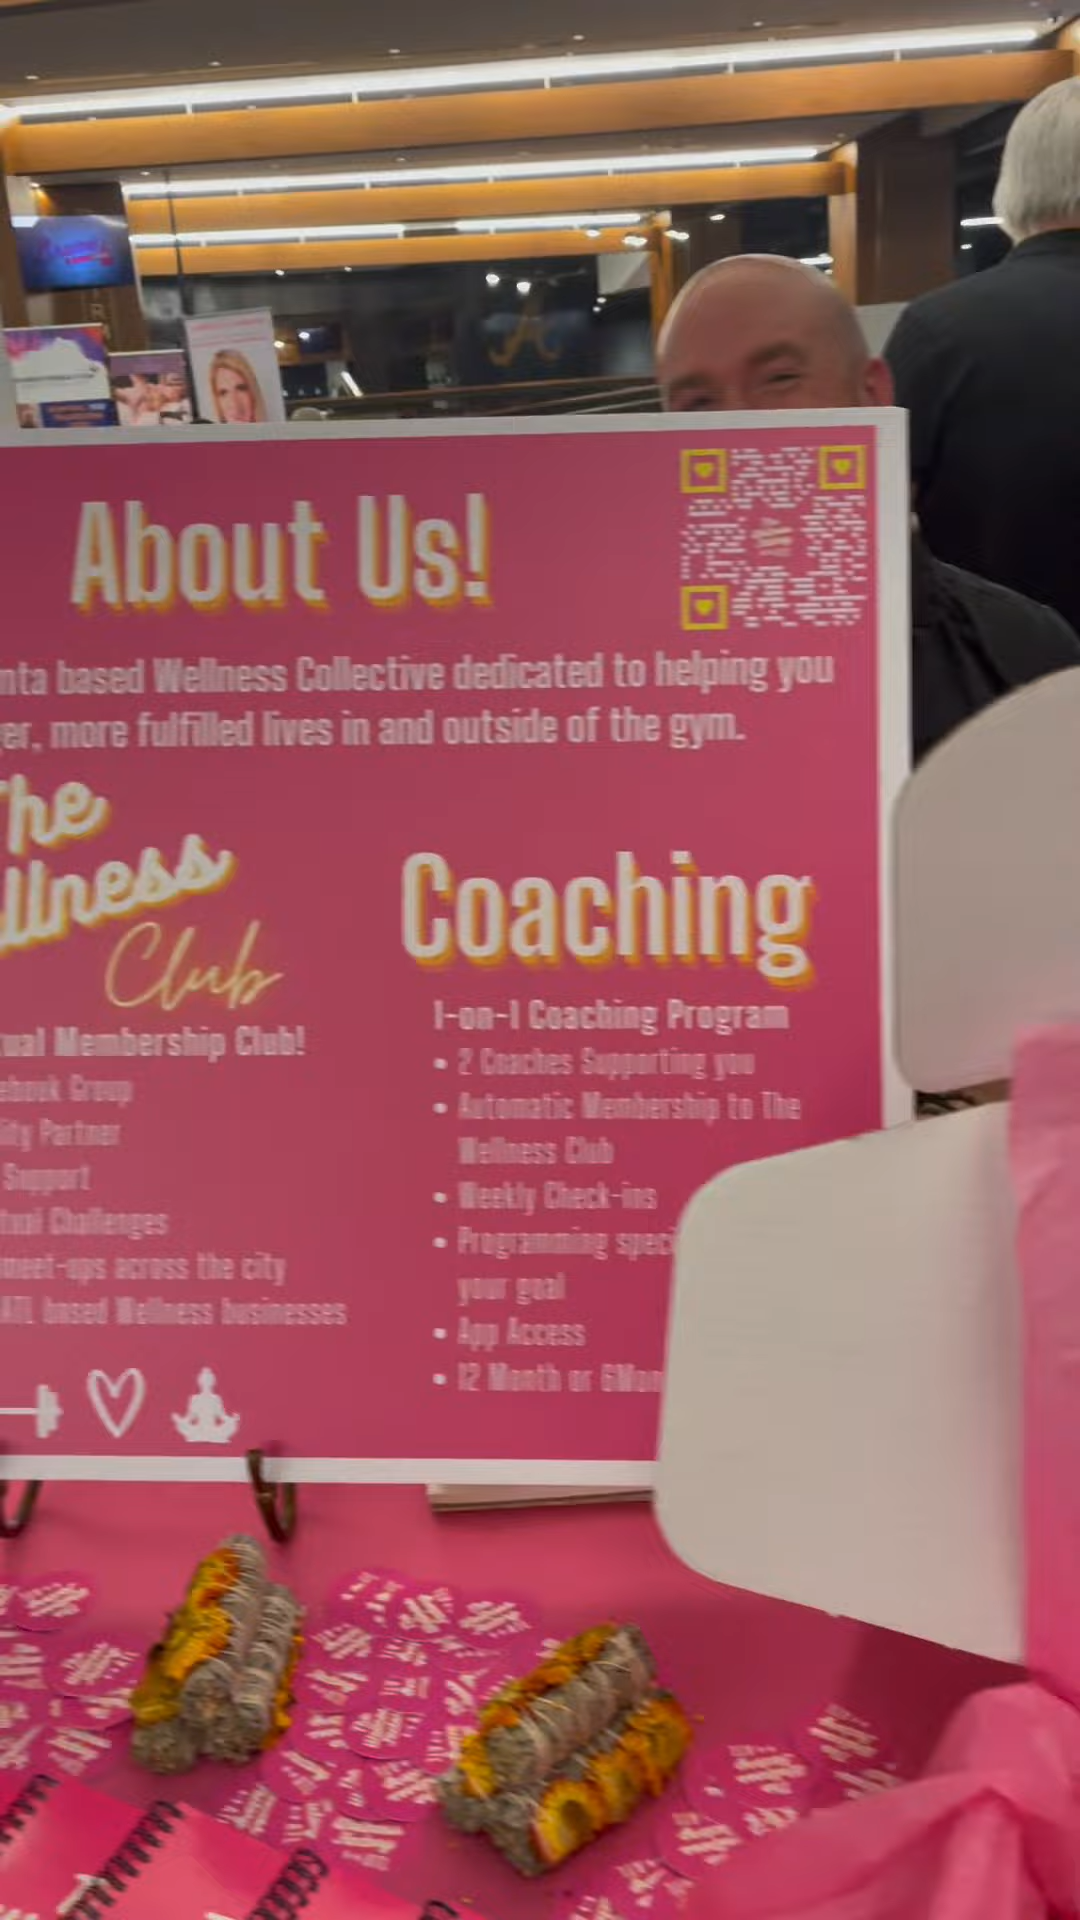 About Us!
nta based Wellness Collective dedicated to helping you
er, more fulfilled lives in and outside of the gym.
The
llness
Club
ual Membership Club!
ebook Group
lity Partner
Support
tual Challenges
meet-ups across the city
ATL based Wellness businesses
Coaching
1-on-1 Coaching Program
• 2 Coaches Supporting you
• Automatic Membership to The
Wellness Club
• Weekly Check-ins
• Programming speci
your goal
• App Access
• 12 Month or 6Mon